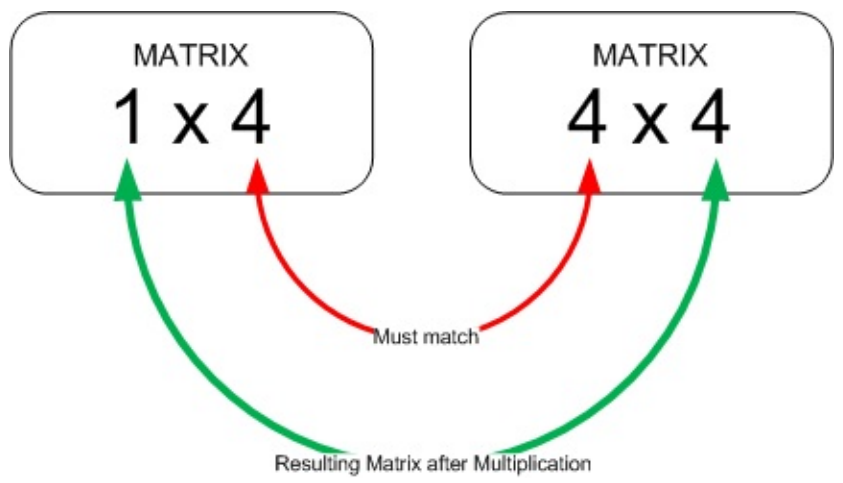 MATRIX
1 x 4
MATRIX
4 x 4
Must match
Resulting Matrix after Multiplication